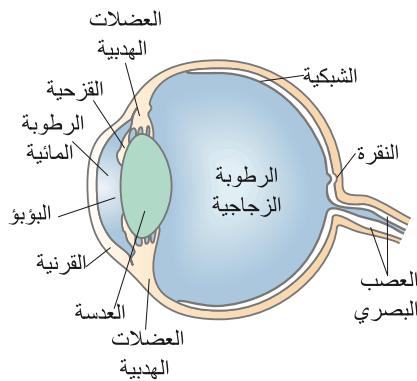 العضلات
الهدبية
القزحية
الرطوبة
المائية
البؤبؤ
القرنية
العدسة
العضلات
الهدبية
الشبكية
النقرة
الرطوبة
الزجاجية
العصب
البصري